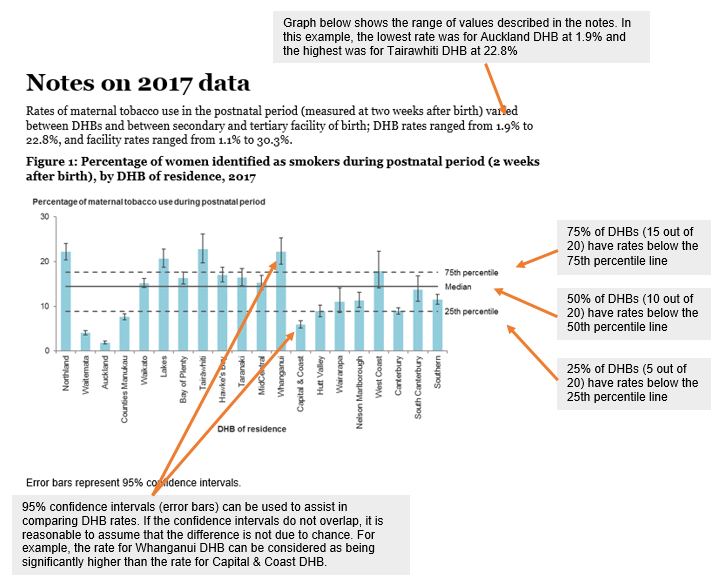 Graph below shows the range of values described in the notes. In
this example, the lowest rate was for Auckland DHB at 1.9% and
the highest was for Tairawhiti DHB at 22.8%
Notes on 2017 data
Rates of maternal tobacco use in the postnatal period (measured at two weeks after birth) varied
between DHBs and between secondary and tertiary facility of birth; DHB rates ranged from 1.9% to
22.8%, and facility rates ranged from 1.1% to 30.3%.
Figure 1: Percentage of women identified as smokers during postnatal period (2 weeks
after birth), by DHB of residence, 2017
Percentage of maternal tobacco use during postnatal period
30
20
10
0
75th percentile
Median
25th percentile
Northland
Waitemata
Auckland
Counties Manukau
Waikato
Lakes
Bay of Plenty
Tairāwhiti
Hawke's Bay
Taranaki
MidCentral
Whanganui
Capital & Coast
Hutt Valley
Wairarapa
Nelson Marlborough
West Coast
Canterbury
South Canterbury
Southern
DHB of residence
75% of DHBs (15 out of
20) have rates below the
75th percentile line
50% of DHBs (10 out of
20) have rates below the
50th percentile line
25% of DHBs (5 out of
20) have rates below the
25th percentile line
Error bars represent 95% confidence intervals.
95% confidence intervals (error bars) can be used to assist in
comparing DHB rates. If the confidence intervals do not overlap, it is
reasonable to assume that the difference is not due to chance. For
example, the rate for Whanganui DHB can be considered as being
significantly higher than the rate for Capital & Coast DHB.